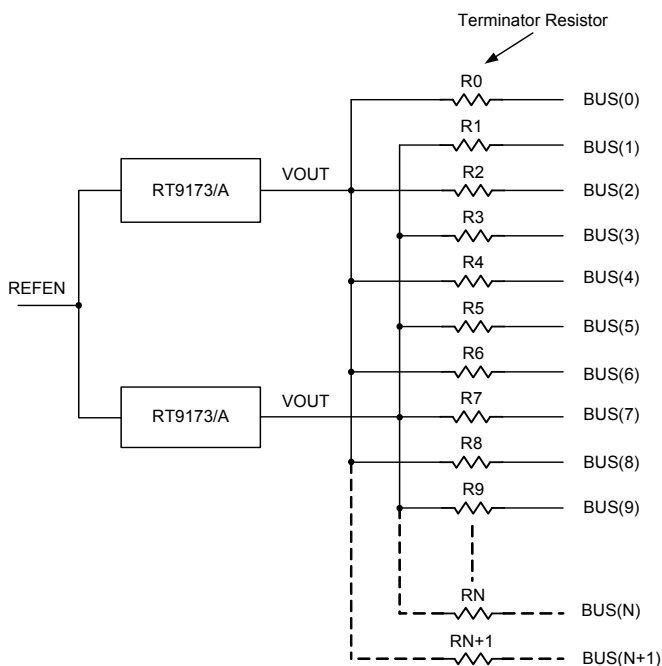 Terminator Resistor
R0
BUS(0)
R1
BUS(1)
RT9173/A
VOUT
R2
BUS(2)
R3
BUS(3)
REFEN
R4
BUS(4)
R5
BUS(5)
R6
BUS(6)
RT9173/A
VOUT
R7
BUS(7)
R8
BUS(8)
R9
BUS(9)
RN
BUS(N)
RN+1
BUS(N+1)